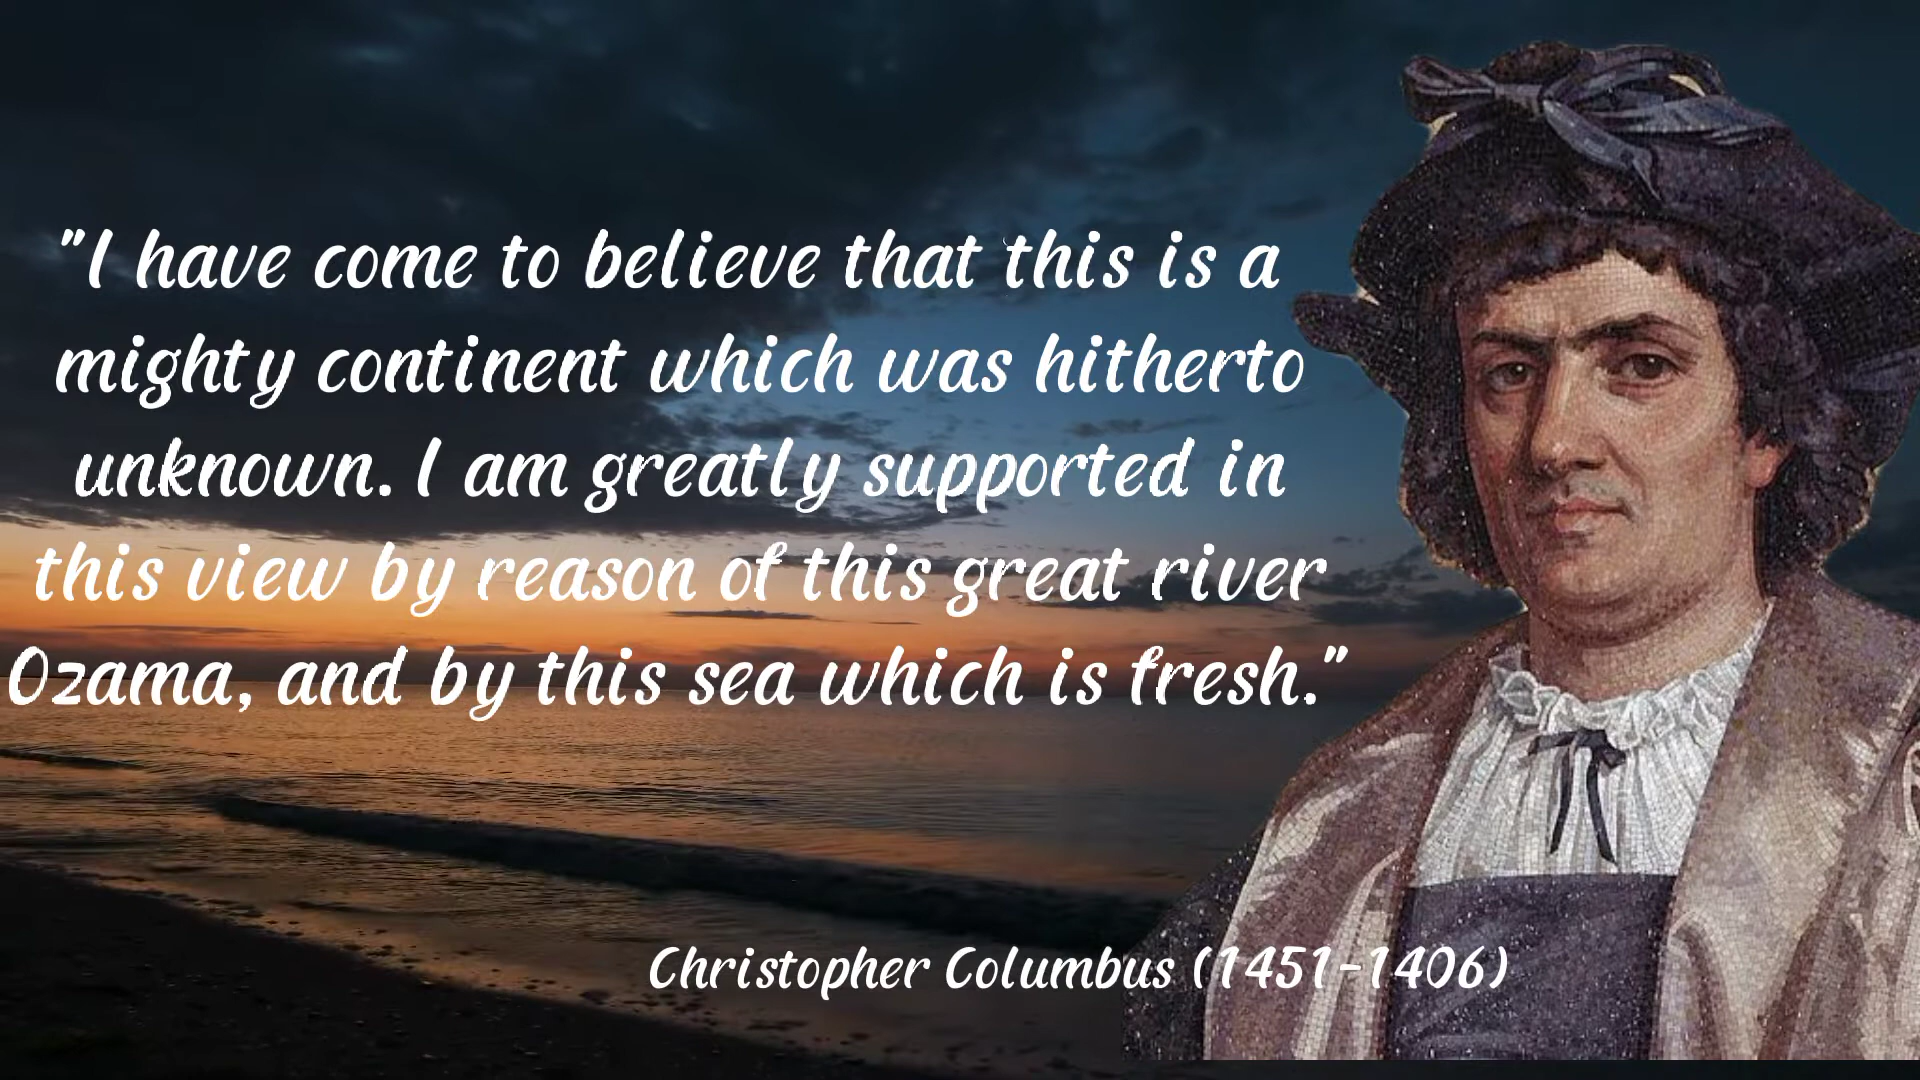 "I have come to believe that this is a
mighty continent which was hitherto
unknown. I am greatly supported in
this view by reason of this great river
Ozama, and by this sea which is fresh."
Christopher Columbus (1451-1406)